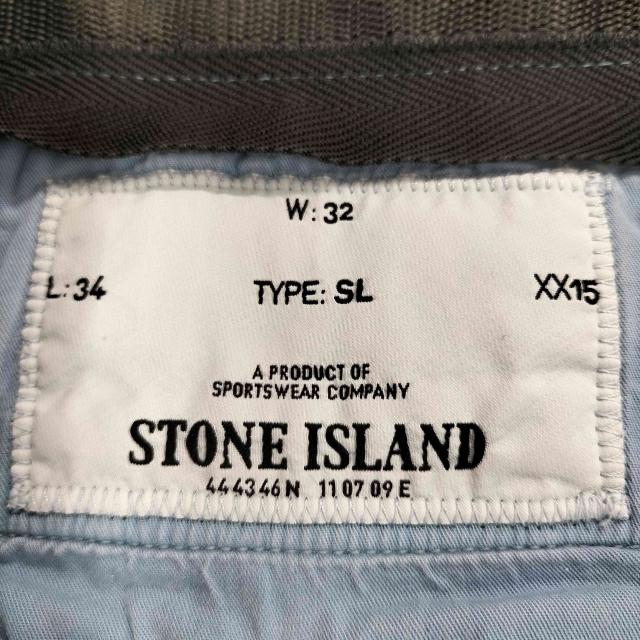 W: 32
L: 34 TYPE: SL XX15
A PRODUCT OF
SPORTSWEAR COMPANY
STONE ISLAND
44 43 46 N 11 07 09 E